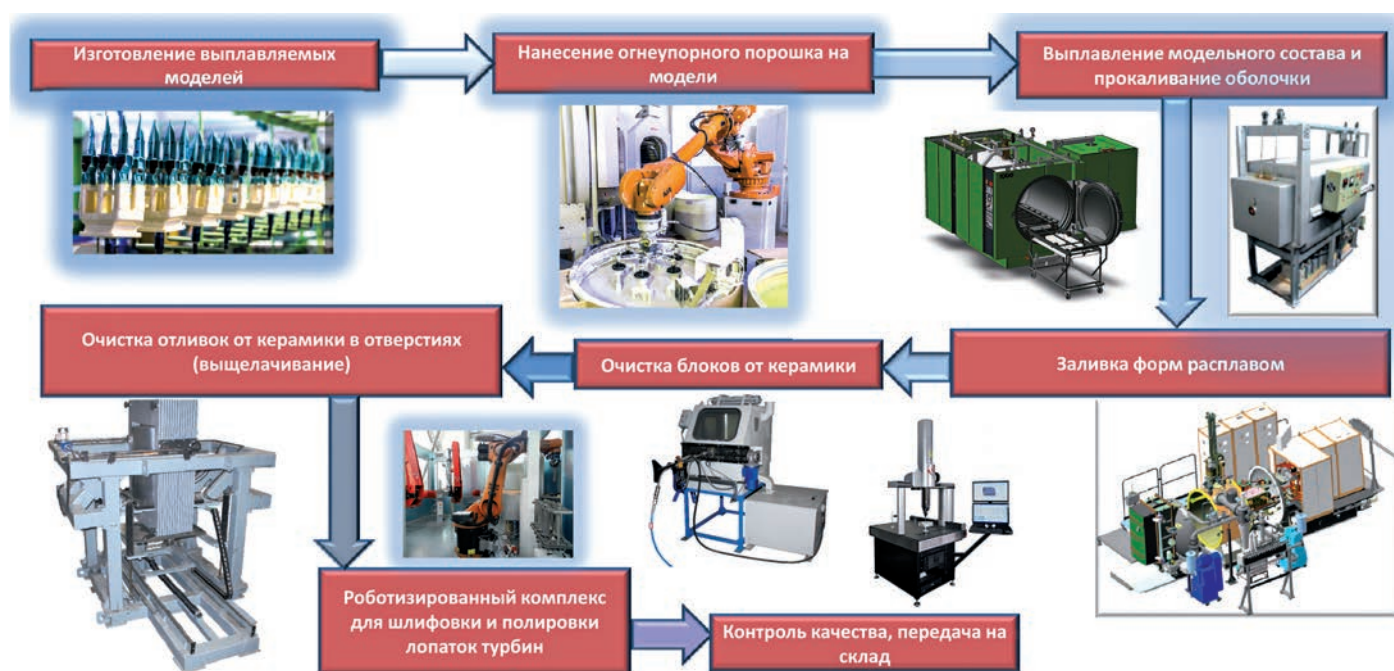 Изготовление выплавляемых
моделей
Нанесение огнеупорного порошка на
модели
Выплавление модельного состава и
прокаливание оболочки
Заливка форм расплавом
Очистка блоков от керамики
Очистка отливок от керамики в отверстиях
(выщелачивание)
Роботизированный комплекс
для шлифовки и полировки
лопаток турбин
Контроль качества, передача на
склад